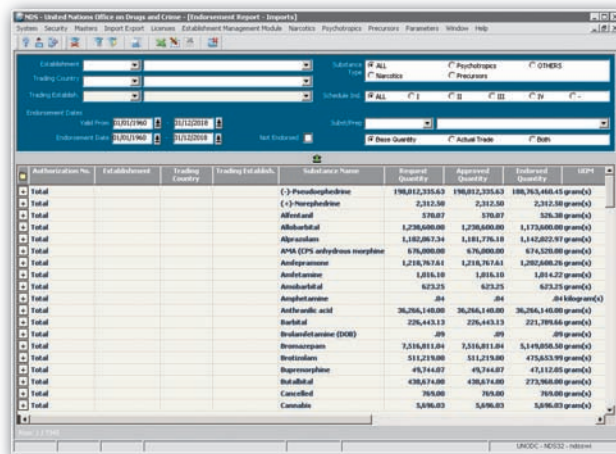 NDS - United Nations Office on Drugs and Crime - [Endorsement Report - Imports]
System Security Masters Import Export Licenses Establishment Management Module Narcotics Psychotropics Precursors Parameters Window Help
Establishment
Trading Country
Trading Establish.
Endorsement Dates
Valid From 01/01/1960 31/12/2018
Endorsement Date 01/01/1960 - 31/12/2018 Not Endorsed
Substance Type ALL Psychotropics OTHERS
Narcotics Precursors
Schedule Ind. ALL I II III IV -
Subst/Prep
Base Quantity Actual Trade Both
Authorization No. Establishment Trading Country Trading Establish. Substance Name Request Quantity Approved Quantity Endorsed Quantity UOM
Total (-)-Pseudoephedrine 198,012,335.63 198,012,335.63 188,763,460.45 gram(s)
Total (+)-Norephedrine 2,312.50 2,312.50 2,312.50 gram(s)
Total Alfentanil 570.07 570.07 526.38 gram(s)
Total Allobarbital 1,238,600.00 1,238,600.00 1,173,600.00 gram(s)
Total Alprazolam 1,182,067.34 1,181,776.18 1,142,022.97 gram(s)
Total AMA (CPS anhydrous morphine 676,000.00 676,000.00 674,520.00 gram(s)
Total Amfepramone 1,218,767.61 1,218,767.61 1,202,608.26 gram(s)
Total Amfetamine 1,016.10 1,016.10 1,014.22 gram(s)
Total Amobarbital 623.25 623.25 623.25 gram(s)
Total Amphetamine .04 .04 .04 kilogram(s)
Total Anthranilic acid 36,266,140.00 36,266,140.00 36,266,140.00 gram(s)
Total Barbital 226,443.13 226,443.13 221,789.66 gram(s)
Total Brolamfetamine (DOB) .09 .09 .09 gram(s)
Total Bromazepam 7,516,811.04 7,516,811.04 5,149,058.50 gram(s)
Total Brotizolam 511,219.00 511,219.00 475,653.99 gram(s)
Total Buprenorphine 49,744.07 49,744.07 47,112.05 gram(s)
Total Butalbital 438,674.00 438,674.00 273,968.00 gram(s)
Total Cancelled 769.00 769.00 769.00 gram(s)
Total Cannabis 5,696.03 5,696.03 5,696.03 gram(s)
UNODC - NDS32 - ndsowi